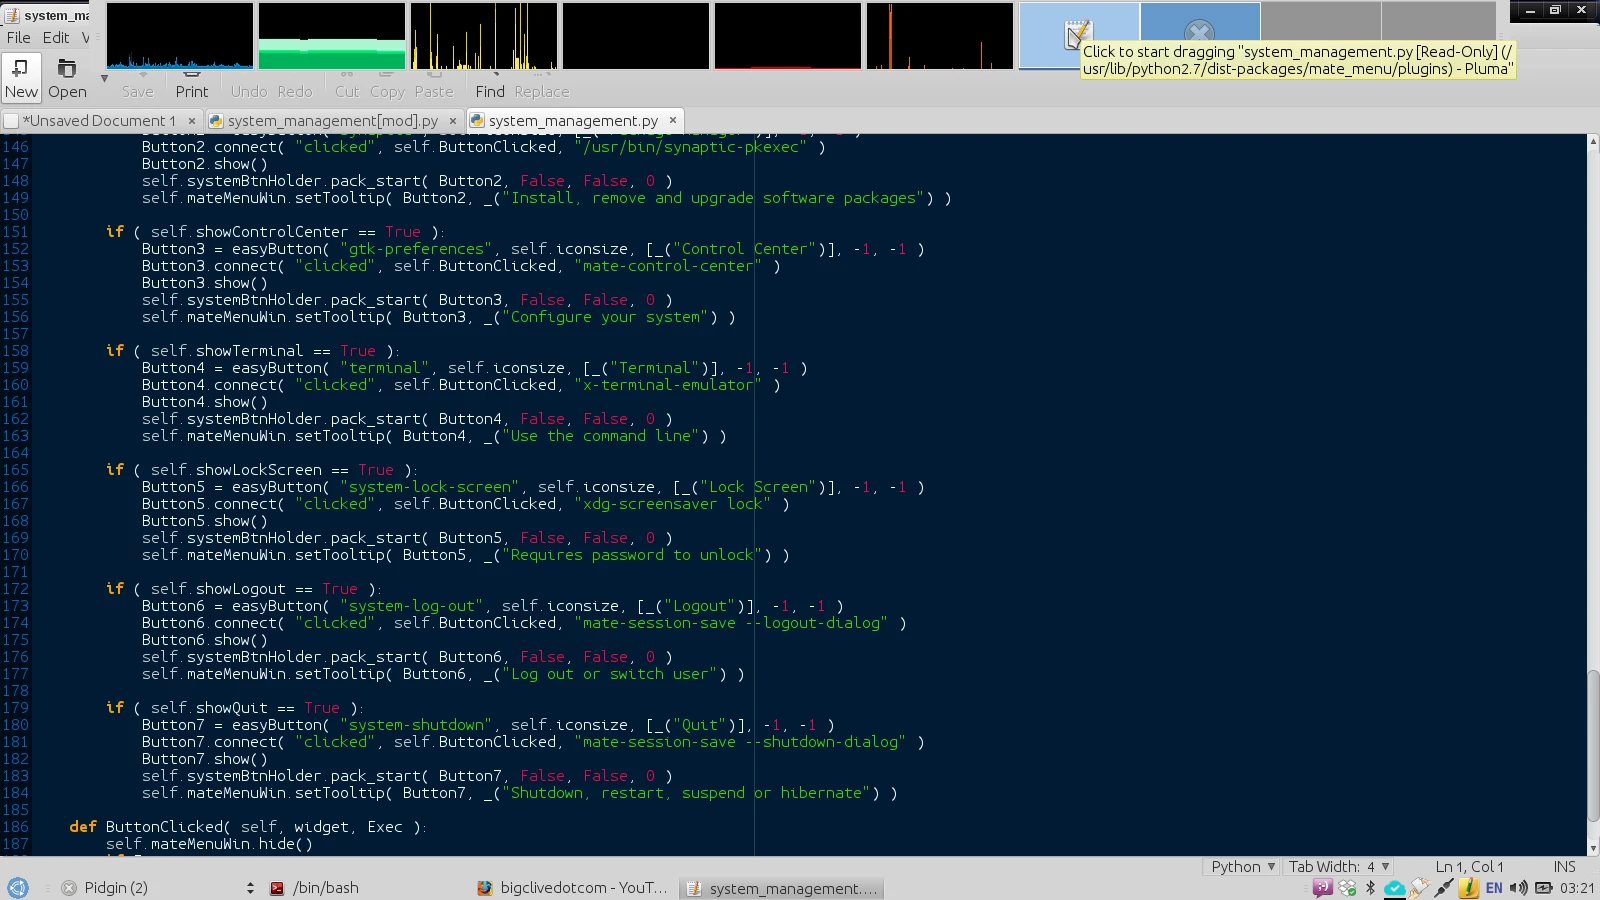 system_ma
File Edit V
Click to start dragging "system_management.py [Read-Only] (/
usr/lib/python2.7/dist-packages/mate_menu/plugins) - Pluma"
New Open Save Print Undo Redo Cut Copy Paste Find Replace
*Unsaved Document 1 × system_management[mod].py × system_management.py ×
146 Button2.connect( "clicked", self.ButtonClicked, "/usr/bin/synaptic-pkexec" )
147 Button2.show()
148 self.systemBtnHolder.pack_start( Button2, False, False, 0 )
149 self.mateMenuWin.setTooltip( Button2, _("Install, remove and upgrade software packages") )
150
151 if ( self.showControlCenter == True ):
152 Button3 = easyButton( "gtk-preferences", self.iconsize, [_("Control Center")], -1, -1 )
153 Button3.connect( "clicked", self.ButtonClicked, "mate-control-center" )
154 Button3.show()
155 self.systemBtnHolder.pack_start( Button3, False, False, 0 )
156 self.mateMenuWin.setTooltip( Button3, _("Configure your system") )
157
158 if ( self.showTerminal == True ):
159 Button4 = easyButton( "terminal", self.iconsize, [_("Terminal")], -1, -1 )
160 Button4.connect( "clicked", self.ButtonClicked, "x-terminal-emulator" )
161 Button4.show()
162 self.systemBtnHolder.pack_start( Button4, False, False, 0 )
163 self.mateMenuWin.setTooltip( Button4, _("Use the command line") )
164
165 if ( self.showLockScreen == True ):
166 Button5 = easyButton( "system-lock-screen", self.iconsize, [_("Lock Screen")], -1, -1 )
167 Button5.connect( "clicked", self.ButtonClicked, "xdg-screensaver lock" )
168 Button5.show()
169 self.systemBtnHolder.pack_start( Button5, False, False, 0 )
170 self.mateMenuWin.setTooltip( Button5, _("Requires password to unlock") )
171
172 if ( self.showLogout == True ):
173 Button6 = easyButton( "system-log-out", self.iconsize, [_("Logout")], -1, -1 )
174 Button6.connect( "clicked", self.ButtonClicked, "mate-session-save --logout-dialog" )
175 Button6.show()
176 self.systemBtnHolder.pack_start( Button6, False, False, 0 )
177 self.mateMenuWin.setTooltip( Button6, _("Log out or switch user") )
178
179 if ( self.showQuit == True ):
180 Button7 = easyButton( "system-shutdown", self.iconsize, [_("Quit")], -1, -1 )
181 Button7.connect( "clicked", self.ButtonClicked, "mate-session-save --shutdown-dialog" )
182 Button7.show()
183 self.systemBtnHolder.pack_start( Button7, False, False, 0 )
184 self.mateMenuWin.setTooltip( Button7, _("Shutdown, restart, suspend or hibernate") )
185
186 def ButtonClicked( self, widget, Exec ):
187 self.mateMenuWin.hide()
Python Tab Width: 4 Ln 1, Col 1 INS
Pidgin (2) /bin/bash bigclivedotcom - YouT... system_management.... EN 03:21